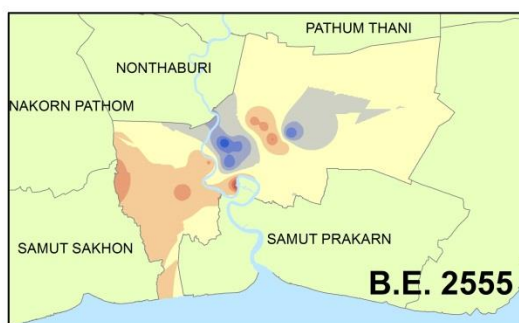 PATHUM THANI
NONTHABURI
NAKORN PATHOM
SAMUT SAKHON
SAMUT PRAKARN
B.E. 2555